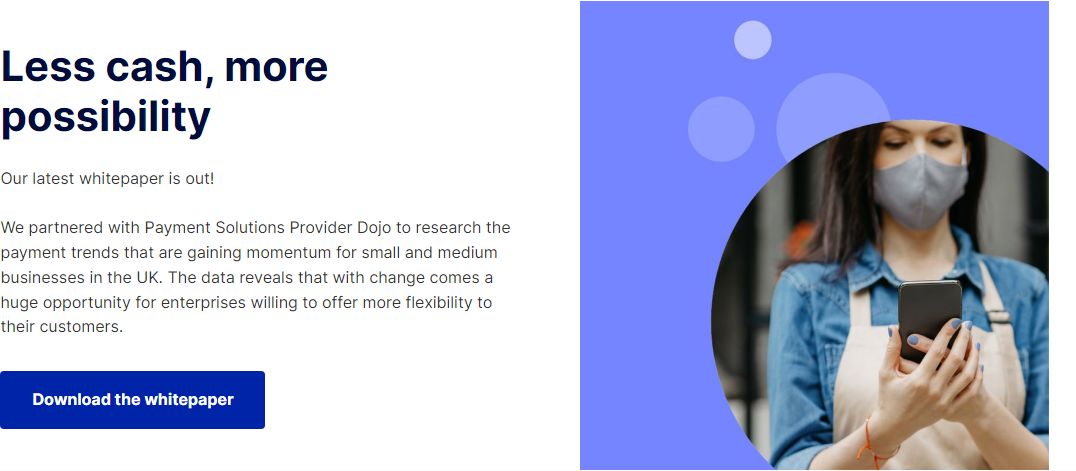 Less cash, more
possibility
Our latest whitepaper is out!
We partnered with Payment Solutions Provider Dojo to research the
payment trends that are gaining momentum for small and medium
businesses in the UK. The data reveals that with change comes a
huge opportunity for enterprises willing to offer more flexibility to
their customers.
Download the whitepaper